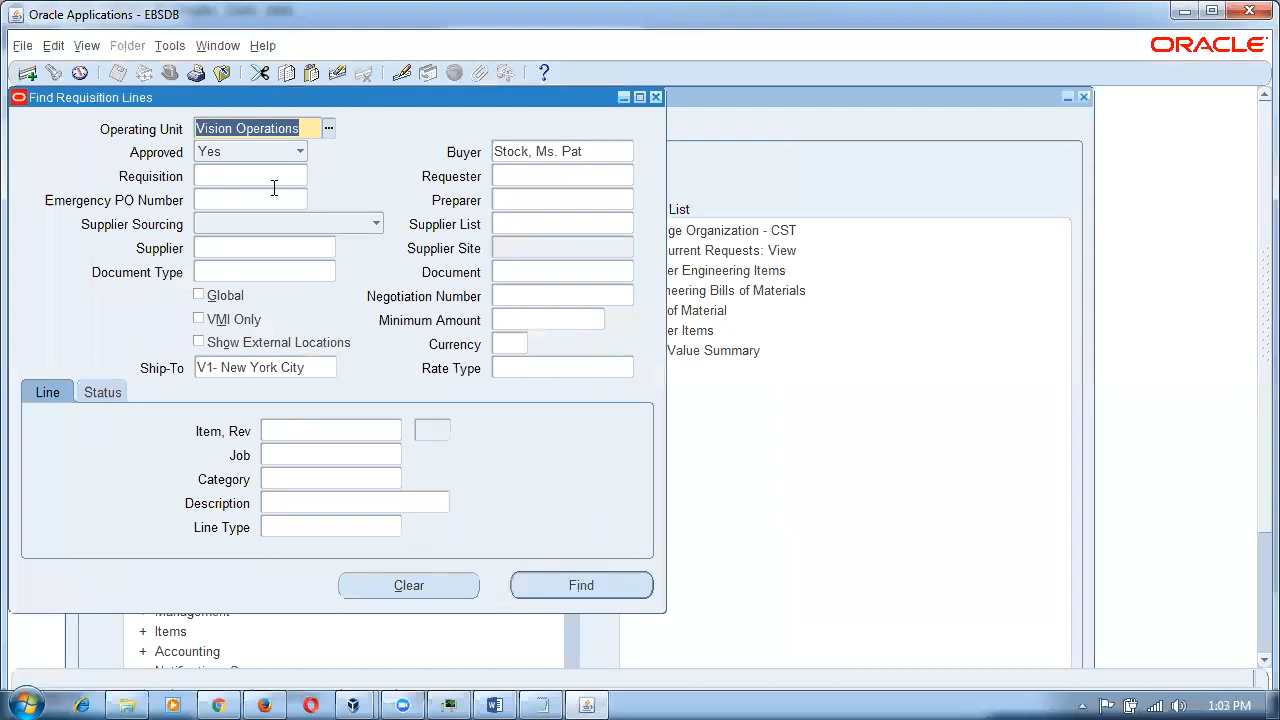 Oracle Applications - EBSDB
File Edit View Folder Tools Window Help
ORACLE
Find Requisition Lines
Operating Unit Vision Operations
Approved Yes
Buyer Stock, Ms. Pat
Requisition
Requester
Emergency PO Number
Preparer
Supplier Sourcing
Supplier List
Supplier
Supplier Site
Document Type
Document
Global
Negotiation Number
VMI Only
Minimum Amount
Show External Locations
Currency
Ship-To V1- New York City
Rate Type
Line Status
Item, Rev
Job
Category
Description
Line Type
Clear Find
List
ge Organization - CST
urrent Requests: View
er Engineering Items
neering Bills of Materials
of Material
er Items
Value Summary
+ Items
+ Accounting
1:03 PM